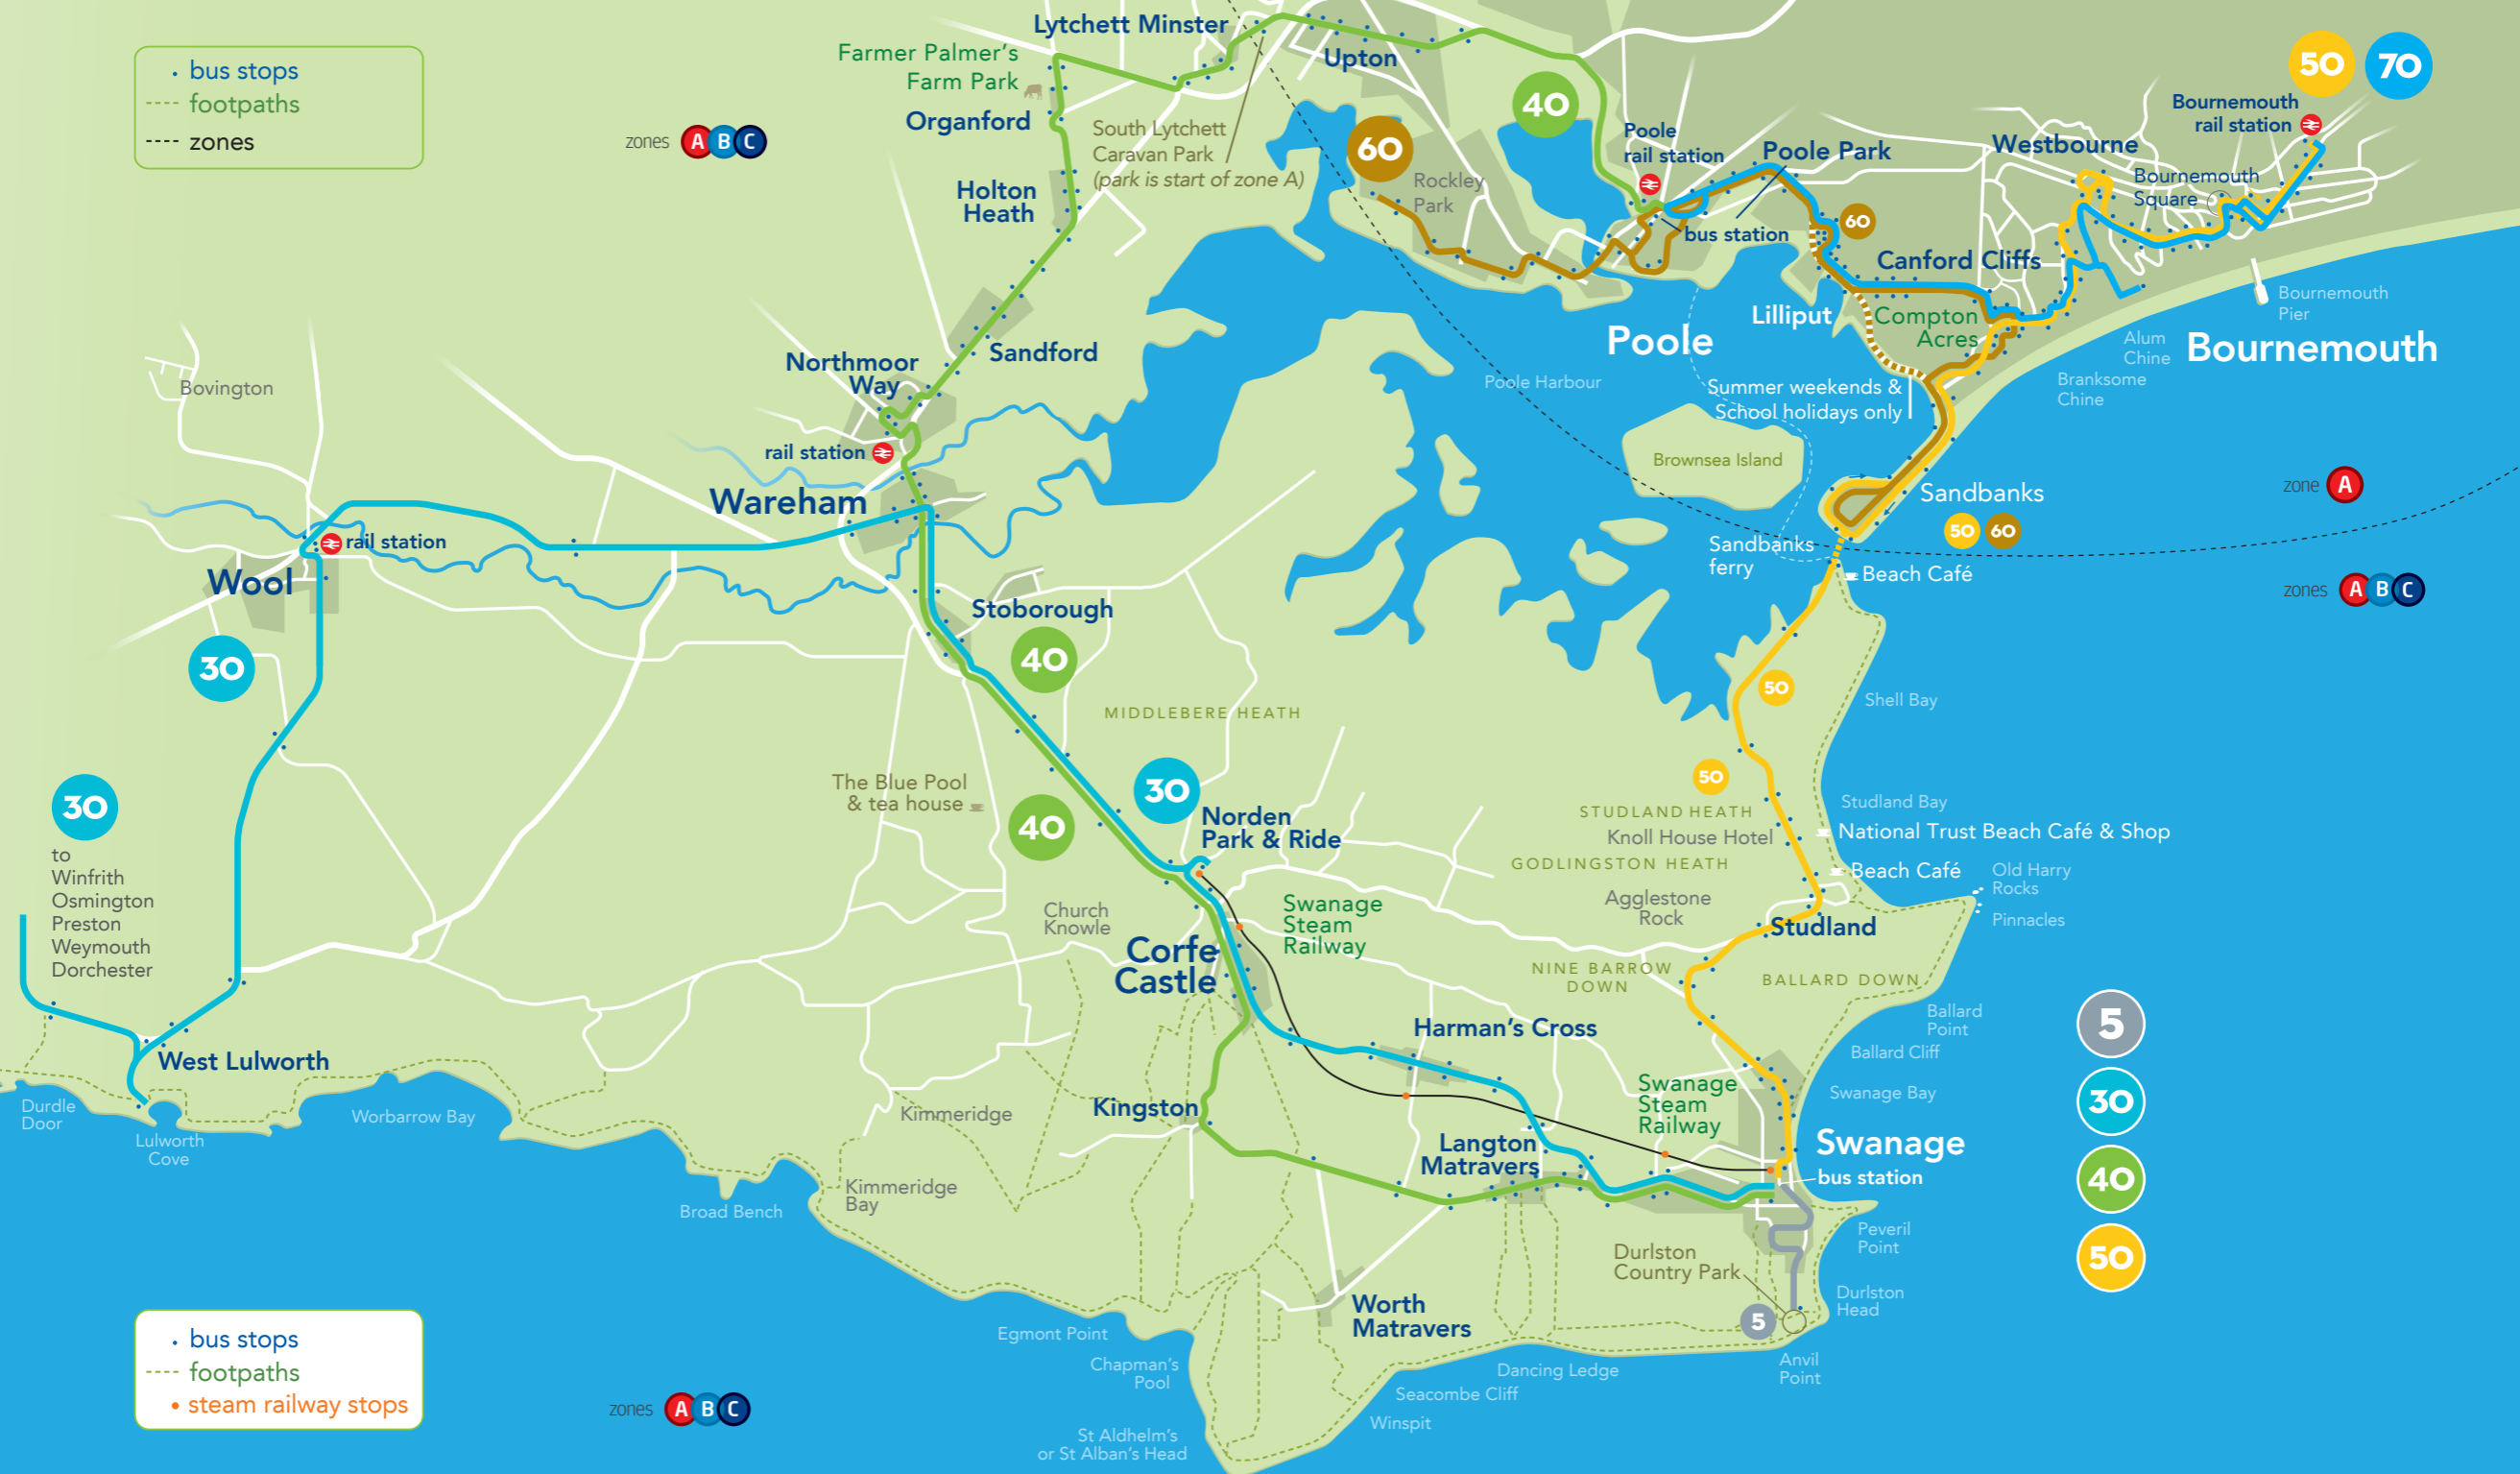 bus stops
footpaths
zones
zones A B C
Lytchett Minster
Farmer Palmer's
Farm Park
Organford
Upton
South Lytchett
Caravan Park
(park is start of zone A)
Holton
Heath
60
Rockley
Park
40
Poole
rail station
Poole Park
bus station
60
Westbourne
Bournemouth
rail station
50
70
Bournemouth
Square
Canford Cliffs
Lilliput
Compton
Acres
Poole
Bournemouth
Pier
Alum
Chine
Bournemouth
Branksome
Chine
Summer weekends &
School holidays only
Poole Harbour
Brownsea Island
Sandbanks
50
60
zone A
Sandbanks
ferry
Beach Café
zones A B C
Sandford
Northmoor
Way
rail station
Wareham
Bovington
rail station
Wool
30
Stoborough
40
MIDDLEBERE HEATH
50
Shell Bay
30
to
Winfrith
Osmington
Preston
Weymouth
Dorchester
The Blue Pool
& tea house
40
30
Norden
Park & Ride
50
STUDLAND HEATH
Knoll House Hotel
Studland Bay
National Trust Beach Café & Shop
GODLINGSTON HEATH
Beach Café
Old Harry
Rocks
Pinnacles
Agglestone
Rock
Studland
Church
Knowle
Corfe
Castle
Swanage
Steam
Railway
NINE BARROW
DOWN
BALLARD DOWN
Ballard
Point
Ballard Cliff
Swanage Bay
Harman's Cross
West Lulworth
Durdle
Door
Lulworth
Cove
Worbarrow Bay
Kimmeridge
Kingston
Langton
Matravers
Swanage
Steam
Railway
Swanage
bus station
5
30
40
50
Broad Bench
Kimmeridge
Bay
Peveril
Point
Durlston
Country Park
Durlston
Head
5
Worth
Matravers
Egmont Point
Chapman's
Pool
Dancing Ledge
Anvil
Point
Seacombe Cliff
Winspit
St Aldhelm's
or St Alban's Head
bus stops
footpaths
steam railway stops
zones A B C